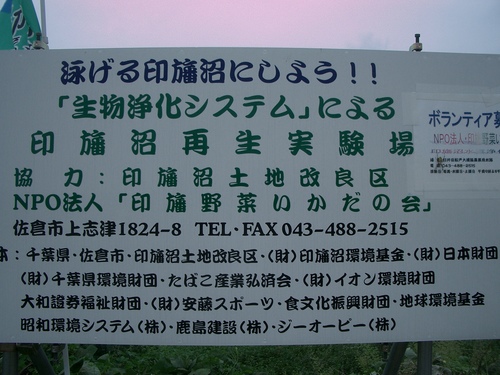 泳げる印旛沼にしよう!!
「生物浄化システム」による
印旛沼再生実験場
協力:印旛沼土地改良区
NPO法人「印旛野菜いかだの会」
佐倉市上志津1824-8 TEL・FAX 043-488-2515
体:千葉県・佐倉市・印旛沼土地改良区・(財)印旛沼環境基金・(財)日本財団
(財)千葉県環境財団・たばこ産業弘済会・(財)イオン環境財団
大和證券福祉財団・(財)安藤スポーツ・食文化振興財団・地球環境基金
昭和環境システム(株)・鹿島建設(株)・ジーオービー(株)
ボランティア募
NPO法人・印旛野菜い